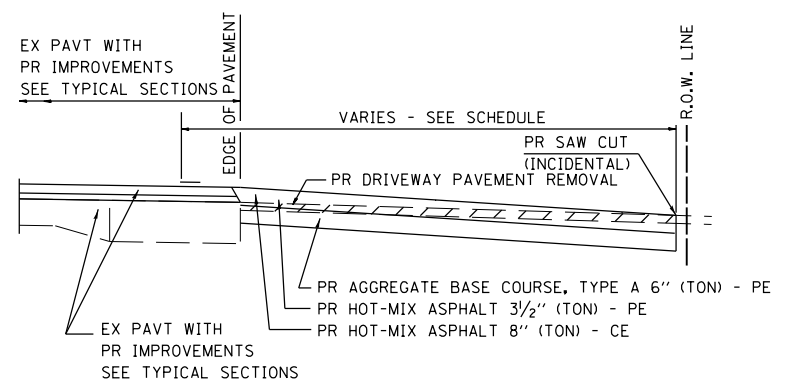 EX PAVT WITH
PR IMPROVEMENTS
SEE TYPICAL SECTIONS
EDGE OF PAVEMENT
R.O.W. LINE
VARIES - SEE SCHEDULE
PR SAW CUT
(INCIDENTAL)
PR DRIVEWAY PAVEMENT REMOVAL
PR AGGREGATE BASE COURSE, TYPE A 6'' (TON) - PE
PR HOT-MIX ASPHALT 3½'' (TON) - PE
PR HOT-MIX ASPHALT 8'' (TON) - CE
EX PAVT WITH
PR IMPROVEMENTS
SEE TYPICAL SECTIONS